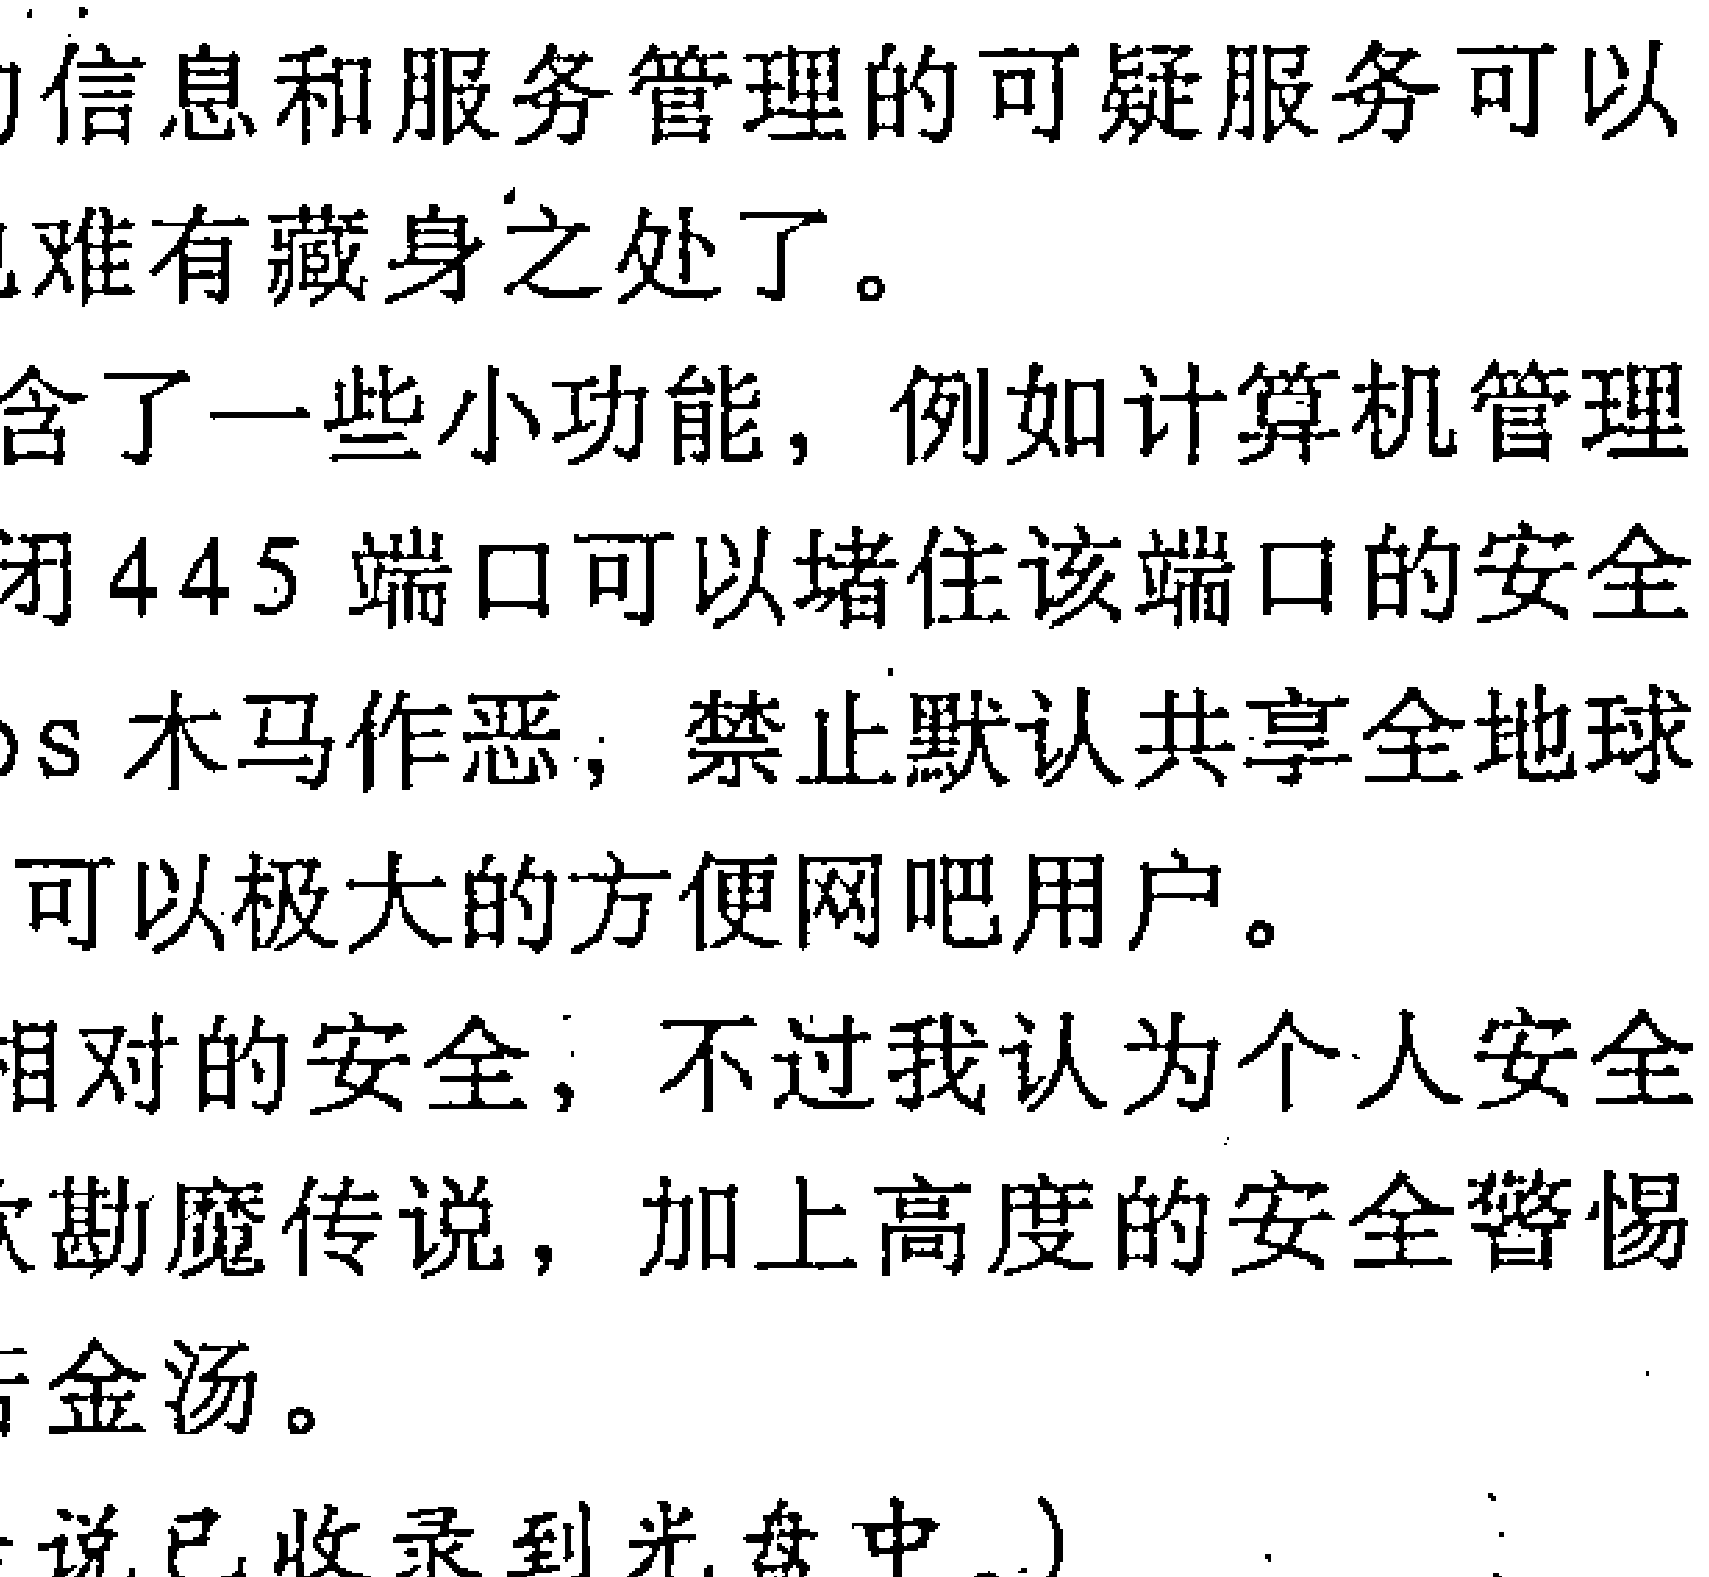 信息和服务管理的可疑服务可以
难有藏身之处了。
含了一些小功能，例如计算机管理
闭 445 端口可以堵住该端口的安全
os 木马作恶；禁止默认共享全地球
可以极大的方便网吧用户。
相对的安全，不过我认为个人安全
勘魔传说，加上高度的安全警惕
金汤。
说已收录到光盘中。)